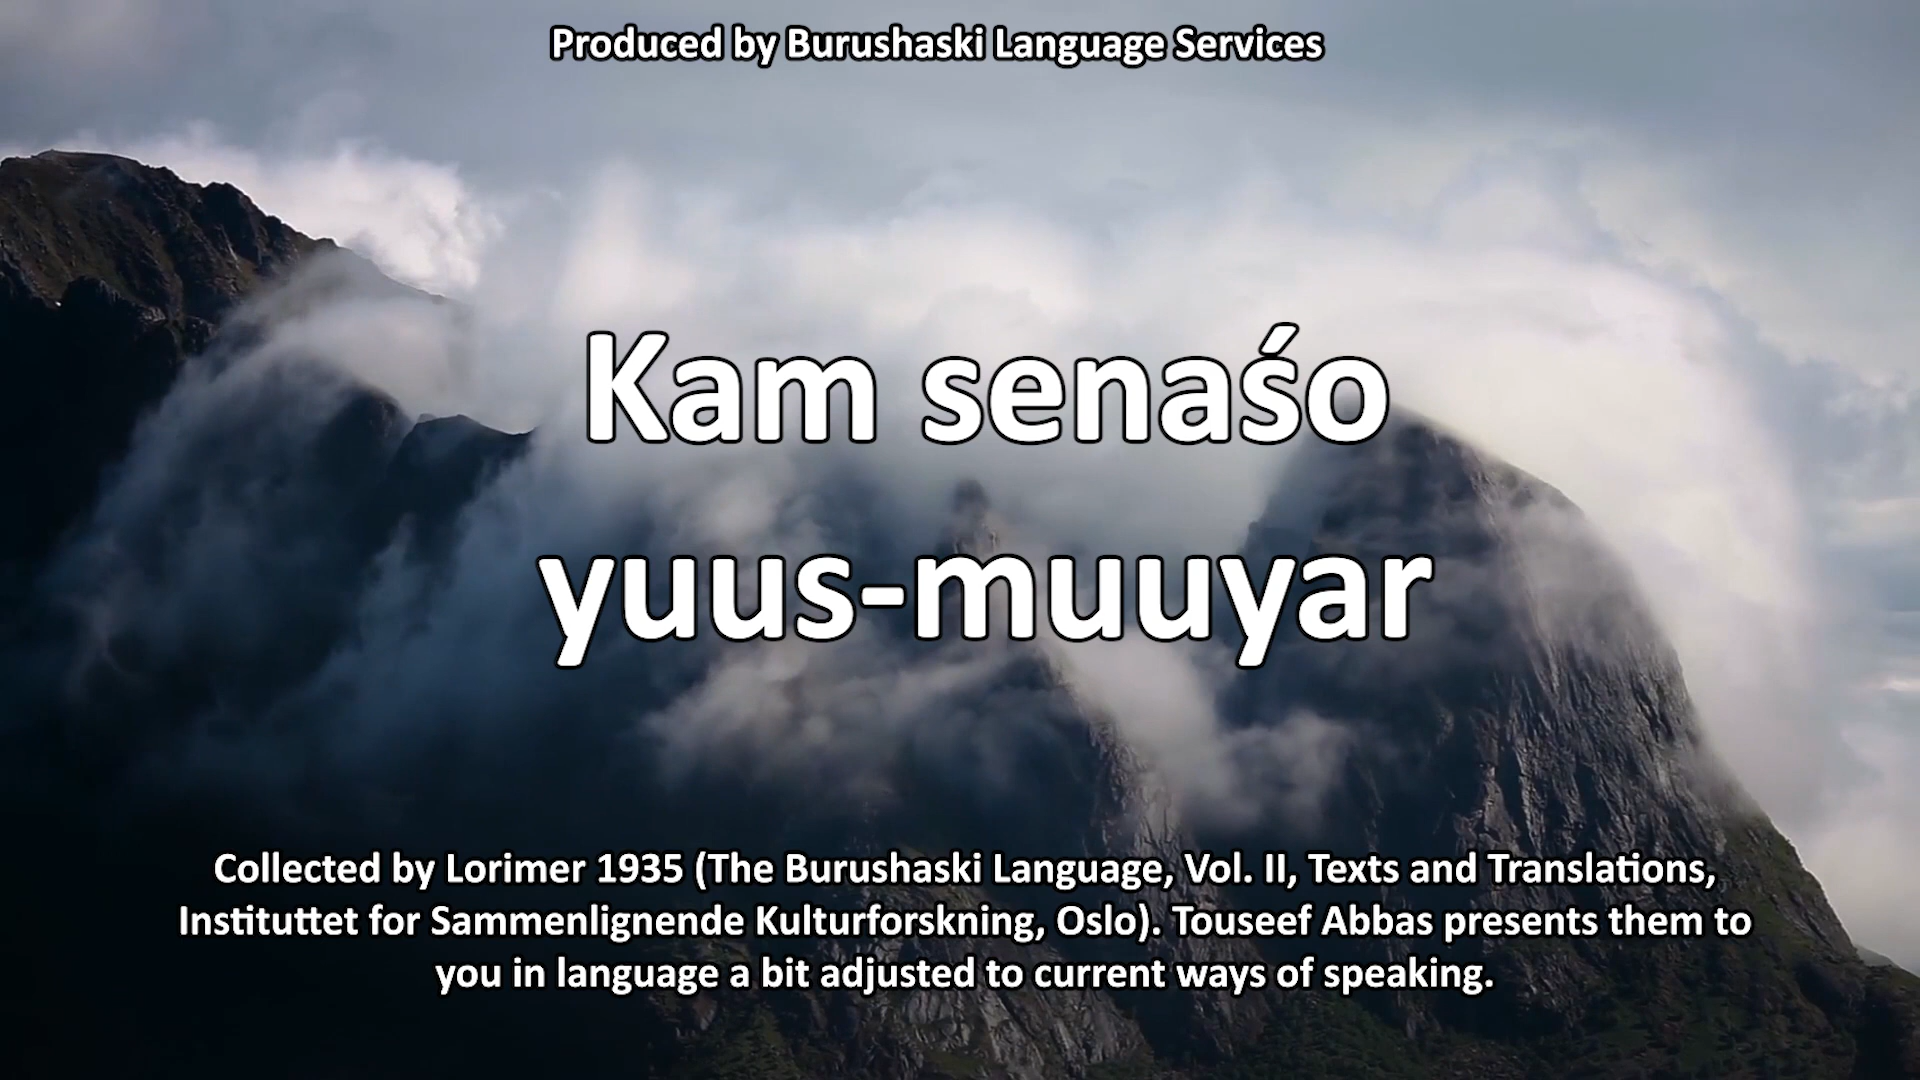 Produced by Burushaski Language Services
Kam senaśo
yuus-muuyar
Collected by Lorimer 1935 (The Burushaski Language, Vol. II, Texts and Translations,
Instituttet for Sammenlignende Kulturforskning, Oslo). Touseef Abbas presents them to
you in language a bit adjusted to current ways of speaking.